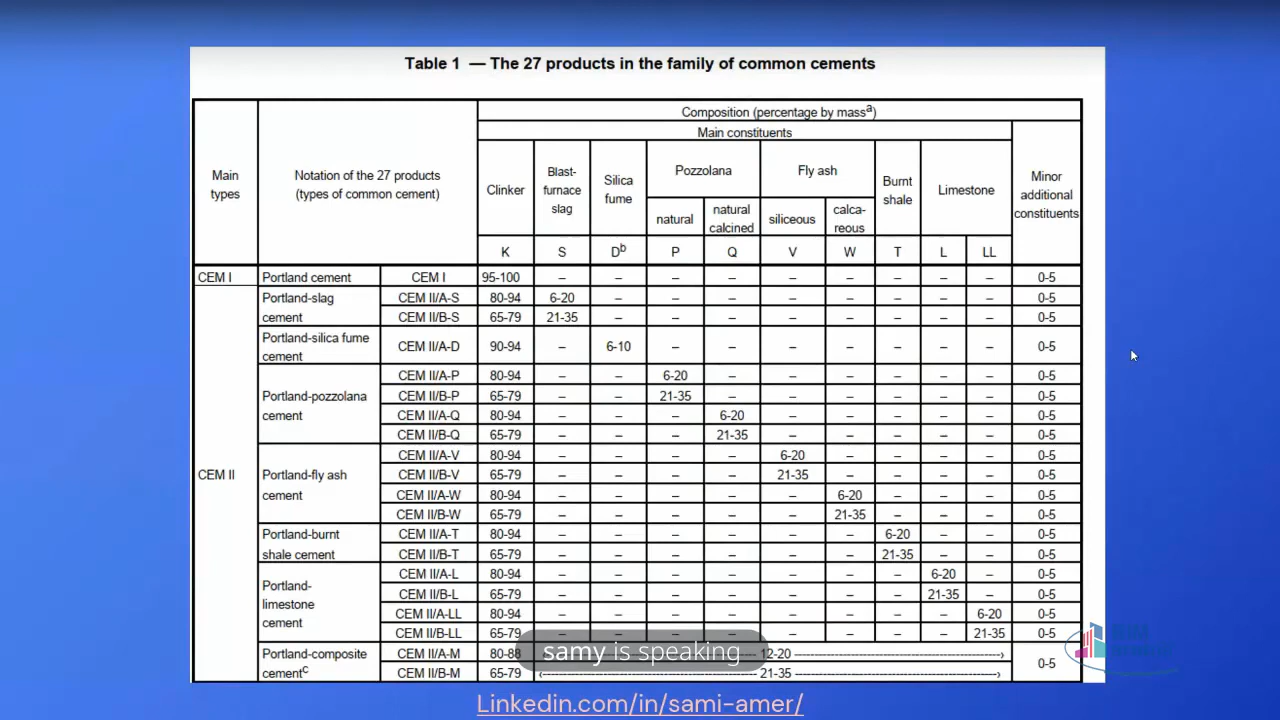 Table 1 — The 27 products in the family of common cements
Composition (percentage by mass a)
Main constituents
Main types
Notation of the 27 products (types of common cement)
Clinker
Blast-furnace slag
Silica fume
Pozzolana
Fly ash
Burnt shale
Limestone
Minor additional constituents
natural
natural calcined
siliceous
calca-reous
K S D b P Q V W T L LL
CEM I Portland cement CEM I 95-100 – – – – – – – – – 0-5
Portland-slag cement
CEM II/A-S 80-94 6-20 – – – – – – – – 0-5
CEM II/B-S 65-79 21-35 – – – – – – – – 0-5
Portland-silica fume cement
CEM II/A-D 90-94 – 6-10 – – – – – – – 0-5
Portland-pozzolana cement
CEM II/A-P 80-94 – – 6-20 – – – – – – 0-5
CEM II/B-P 65-79 – – 21-35 – – – – – – 0-5
CEM II/A-Q 80-94 – – – 6-20 – – – – – 0-5
CEM II/B-Q 65-79 – – – 21-35 – – – – – 0-5
CEM II
Portland-fly ash cement
CEM II/A-V 80-94 – – – – 6-20 – – – – 0-5
CEM II/B-V 65-79 – – – – 21-35 – – – – 0-5
CEM II/A-W 80-94 – – – – – 6-20 – – – 0-5
CEM II/B-W 65-79 – – – – – 21-35 – – – 0-5
Portland-burnt shale cement
CEM II/A-T 80-94 – – – – – – 6-20 – – 0-5
CEM II/B-T 65-79 – – – – – – 21-35 – – 0-5
Portland-limestone cement
CEM II/A-L 80-94 – – – – – – – 6-20 – 0-5
CEM II/B-L 65-79 – – – – – – – 21-35 – 0-5
CEM II/A-LL 80-94 – – – – – – – – 6-20 0-5
CEM II/B-LL 65-79 – – – – – – – – 21-35 0-5
Portland-composite cement c
CEM II/A-M 80-88 12-20
CEM II/B-M 65-79 21-35
0-5
samy is speaking
Linkedin.com/in/sami-amer/